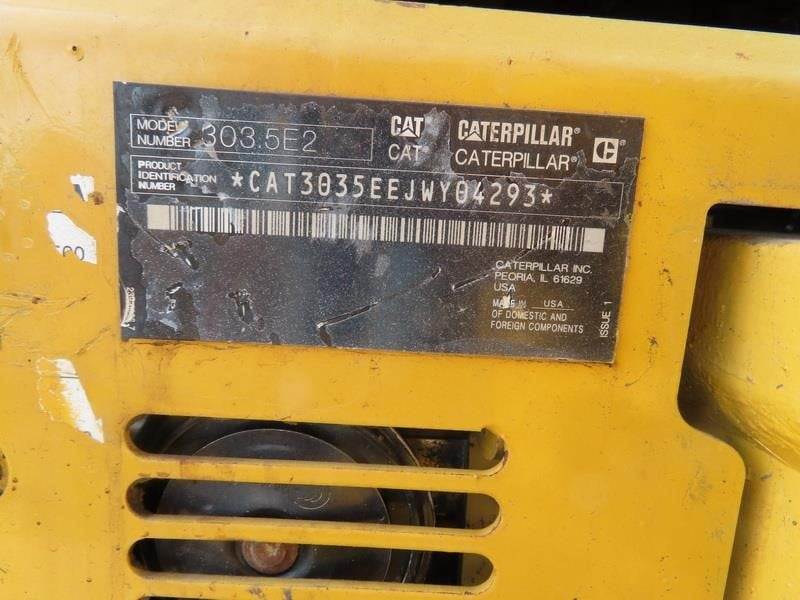 MODEL NUMBER 303.5E2
CAT CATERPILLAR
CAT CATERPILLAR
PRODUCT IDENTIFICATION NUMBER *CAT3035EEJWY04293*
CATERPILLAR INC.
PEORIA, IL 61629
USA
MADE IN USA
OF DOMESTIC AND
FOREIGN COMPONENTS
ISSUE 1